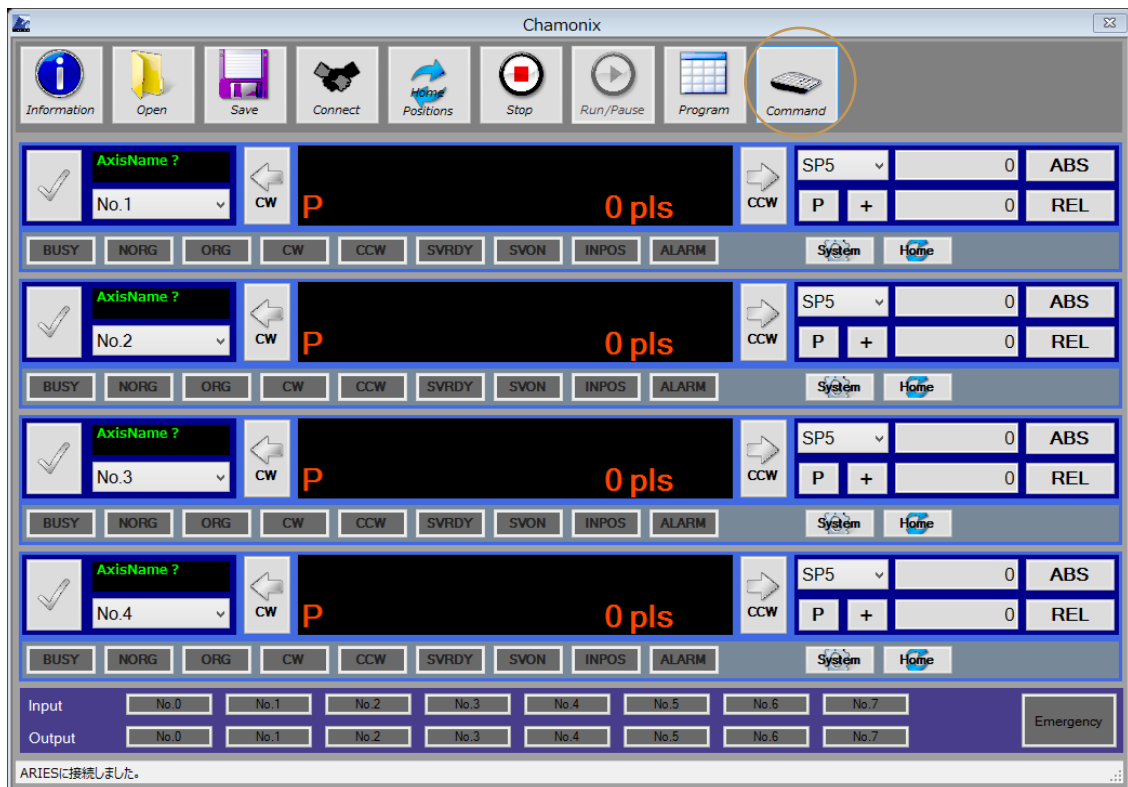 Chamonix
Information Open Save Connect Home Positions Stop Run/Pause Program Command
AxisName ?
No.1 CW P 0 pls CCW SP5 0 ABS
P + 0 REL
BUSY NORG ORG CW CCW SVRDY SVON INPOS ALARM System Home
AxisName ?
No.2 CW P 0 pls CCW SP5 0 ABS
P + 0 REL
BUSY NORG ORG CW CCW SVRDY SVON INPOS ALARM System Home
AxisName ?
No.3 CW P 0 pls CCW SP5 0 ABS
P + 0 REL
BUSY NORG ORG CW CCW SVRDY SVON INPOS ALARM System Home
AxisName ?
No.4 CW P 0 pls CCW SP5 0 ABS
P + 0 REL
BUSY NORG ORG CW CCW SVRDY SVON INPOS ALARM System Home
Input No.0 No.1 No.2 No.3 No.4 No.5 No.6 No.7
Emergency
Output No.0 No.1 No.2 No.3 No.4 No.5 No.6 No.7
ARIESに接続しました。